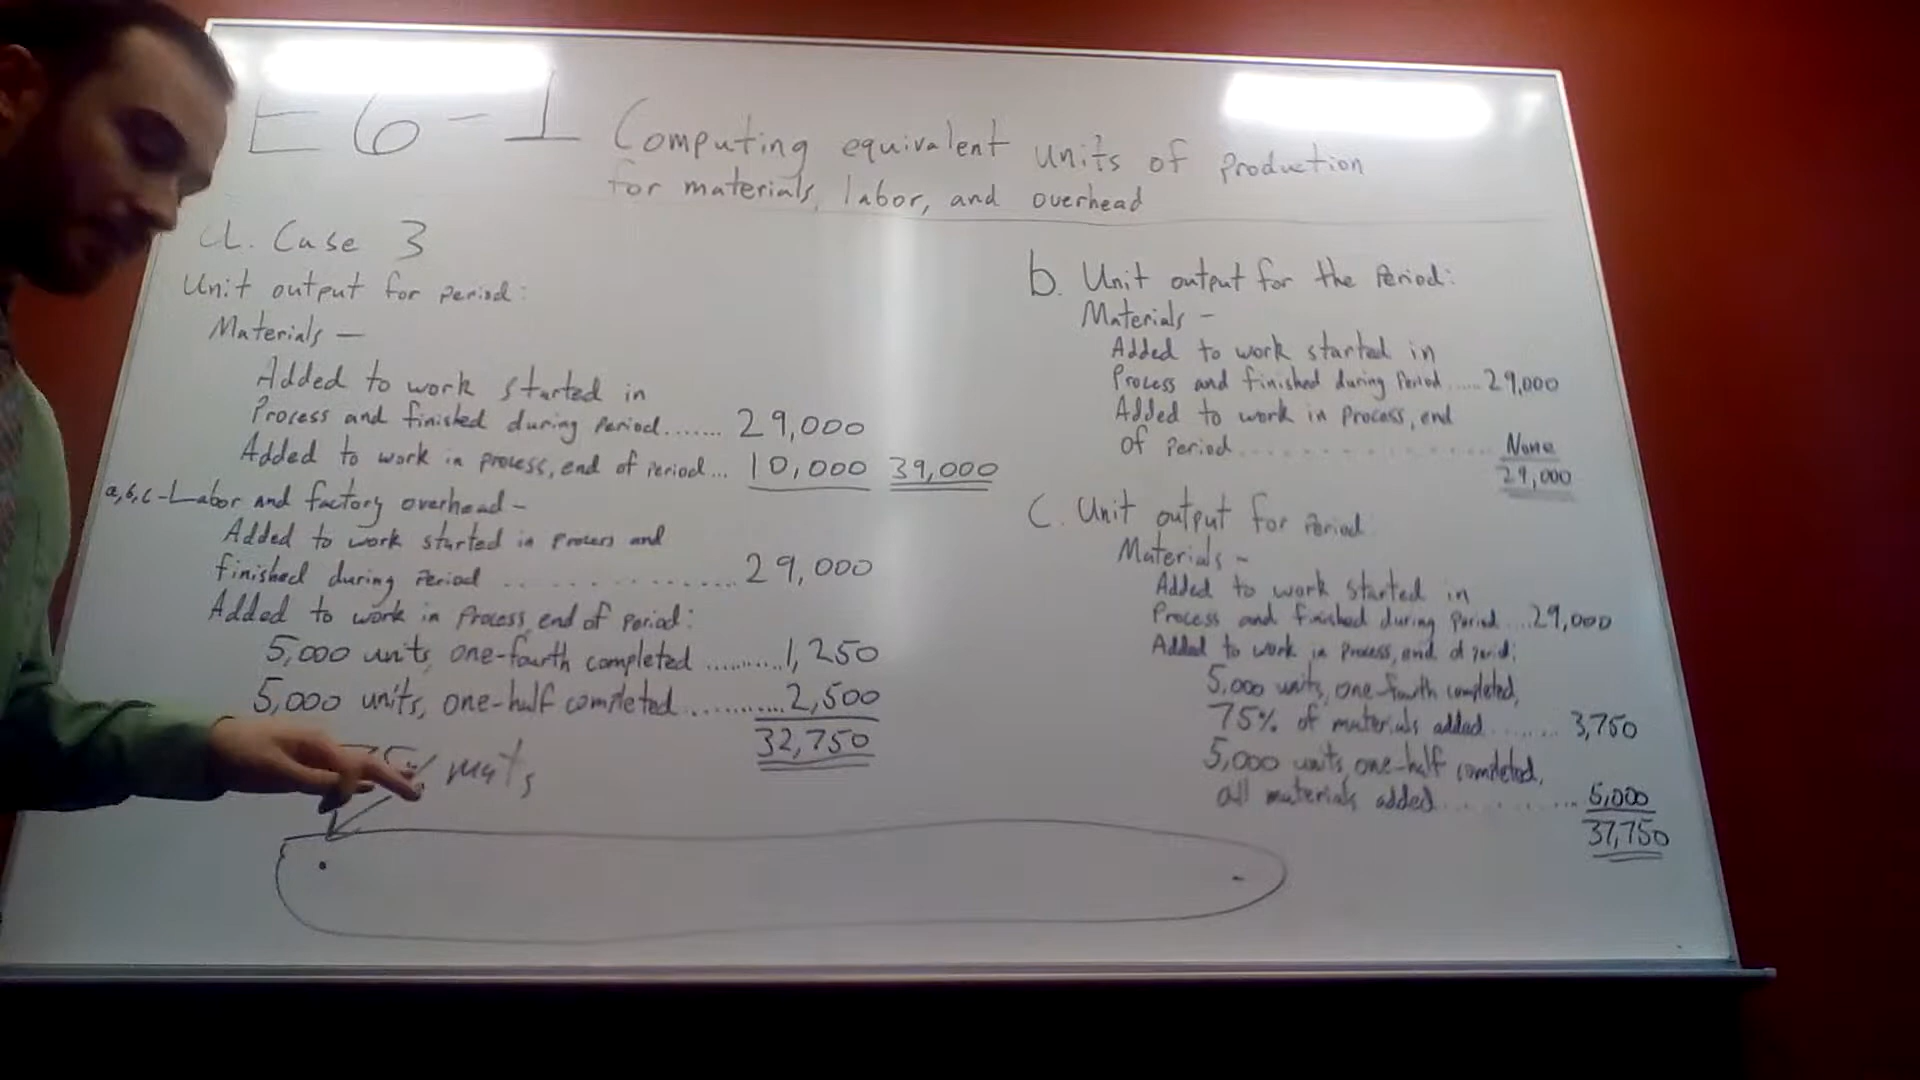 E6-1 Computing equivalent units of production
for materials, labor, and overhead
a. Case 3
Unit output for period:
Materials —
Added to work started in
Process and finished during period....... 29,000
Added to work in process, end of period... 10,000 39,000
a,b,c-Labor and factory overhead-
Added to work started in process and
finished during Period ............... 29,000
Added to work in Process, end of period:
5,000 units, one-fourth completed ........... 1,250
5,000 units, one-half completed ........... 2,500
32,750
75% mats
b. Unit output for the Period:
Materials -
Added to work started in
Process and finished during Period ..... 29,000
Added to work in process, end
of period .............. None
29,000
C. Unit output for Period
Materials -
Added to work started in
Process and finished during period ... 29,000
Added to work in process, end of period:
5,000 units, one-fourth completed,
75% of materials added ....... 3,750
5,000 units, one-half completed,
all materials added ........... 5,000
37,750